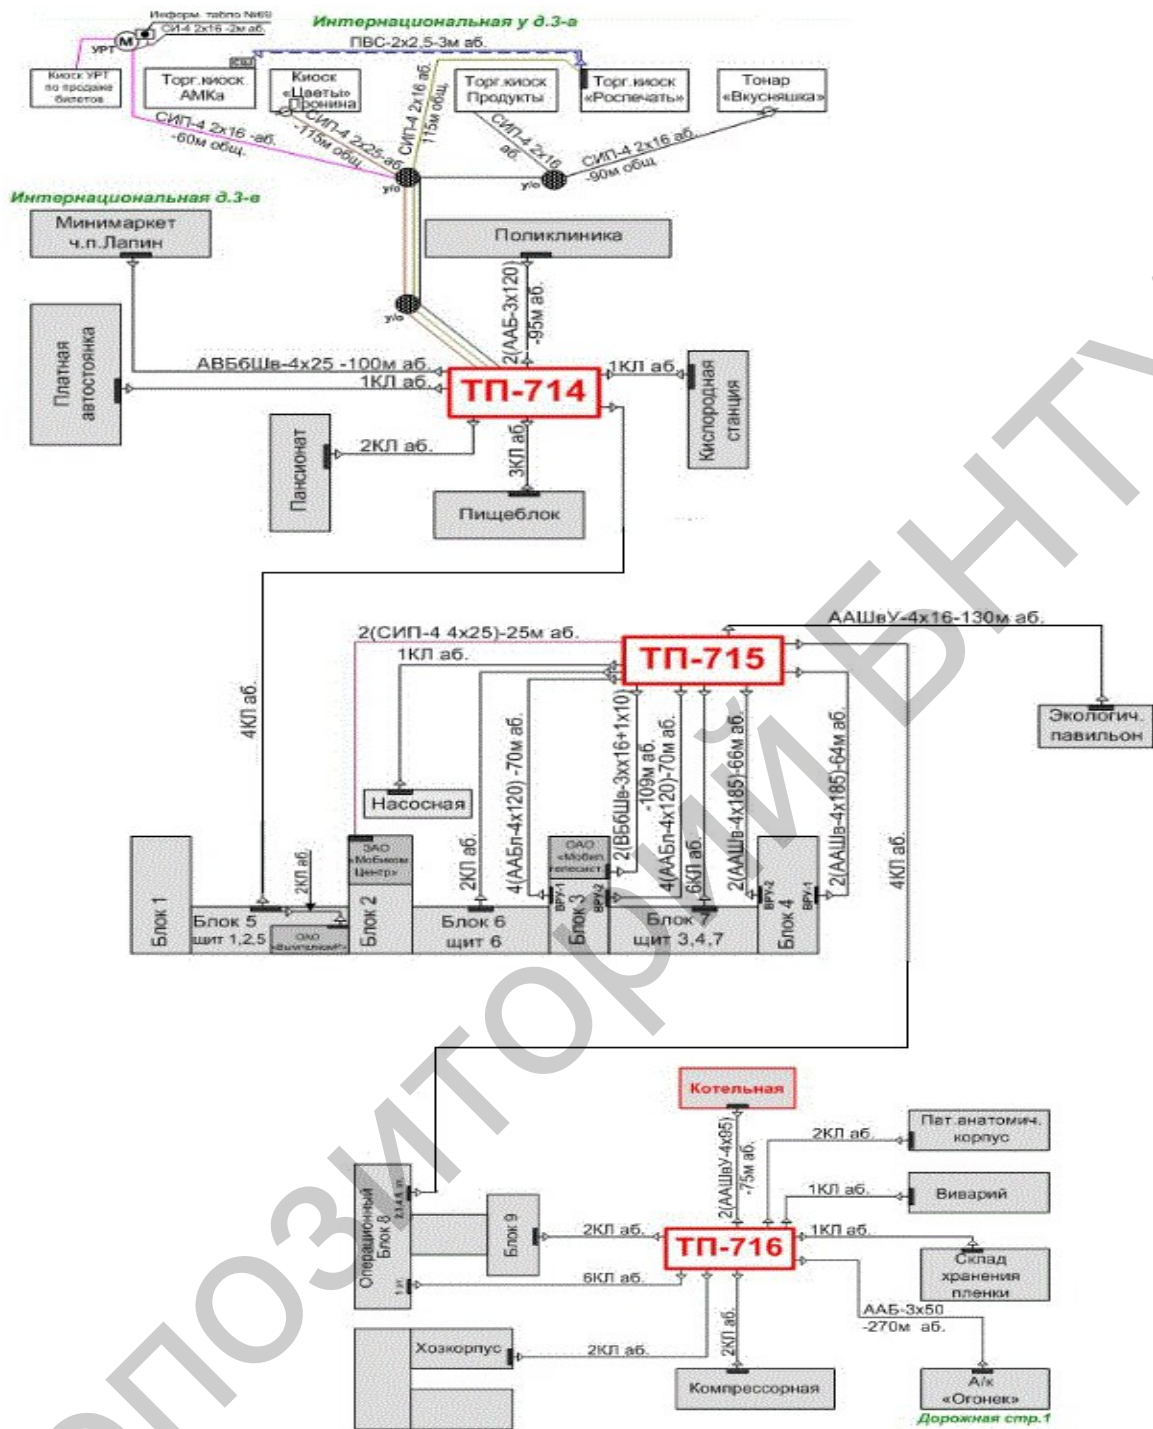 Информ. табло №69
СИ-4 2х16 -2м аб.
Интернациональная у д.3-а
УРТ
М
ПВС-2х2,5-3м аб.
Киоск УРТ
по продаже
билетов
Торг.киоск
АМКа
Киоск
«Цветы»
Пронина
Торг.киоск
Продукты
Торг.киоск
«Роспечать»
Тонар
«Вкусняшка»
СИП-4 2х16 -аб.
-60м общ.
СИП-4 2х25-аб
-115м общ.
СИП-4 2х16 аб.
115м общ.
СИП-4 2х16
аб.
СИП-4 2х16 аб.
-90м общ
у/о
у/о
Интернациональная д.3-в
Минимаркет
ч.п.Лапин
Поликлиника
2(ААБ-3х120)
-95м аб.
у/о
Платная
автостоянка
АВБбШв-4х25 -100м аб.
1КЛ аб.
ТП-714
1КЛ аб.
Кислородная
станция
Пансионат
2КЛ аб.
3КЛ аб
Пищеблок
4КЛ аб.
2(СИП-4 4х25)-25м аб.
1КЛ аб.
ТП-715
ААШвУ-4х16-130м аб.
Экологич.
павильон
Насосная
2КЛ аб.
4(ААБл-4х120) -70м аб.
2(ВБбШв-3хх16+1х10)
-109м аб.
4(ААБл-4х120)-70м аб.
6КЛ аб.
2(ААШв-4х185)-66м аб.
2(ААШв-4х185)-64м аб.
4КЛ аб.
2КЛ аб.
ЗАО
«Мобиком
Центр»
ОАО
«Мобил.
телесист.
Блок 1
Блок 5
щит 1,2,5
ОАО
Блок 2
Блок 6
щит 6
ВРУ-1
Блок 3
ВРУ-2
Блок 7
щит 3,4,7
ВРУ-2
Блок 4
ВРУ-1
Котельная
2(ААШвУ-4х95)
-75м аб.
2КЛ аб.
Пат.анатомич.
корпус
1КЛ аб.
Виварий
Операционный
Блок 8
Блок 9
2КЛ аб.
ТП-716
1КЛ аб.
Склад
хранения
пленки
6КЛ аб.
ААБ-3х50
-270м аб.
Хозкорпус
2КЛ аб.
2КЛ аб.
Компрессорная
А/к
«Огонек»
Дорожная стр.1
позиторий БНТУ